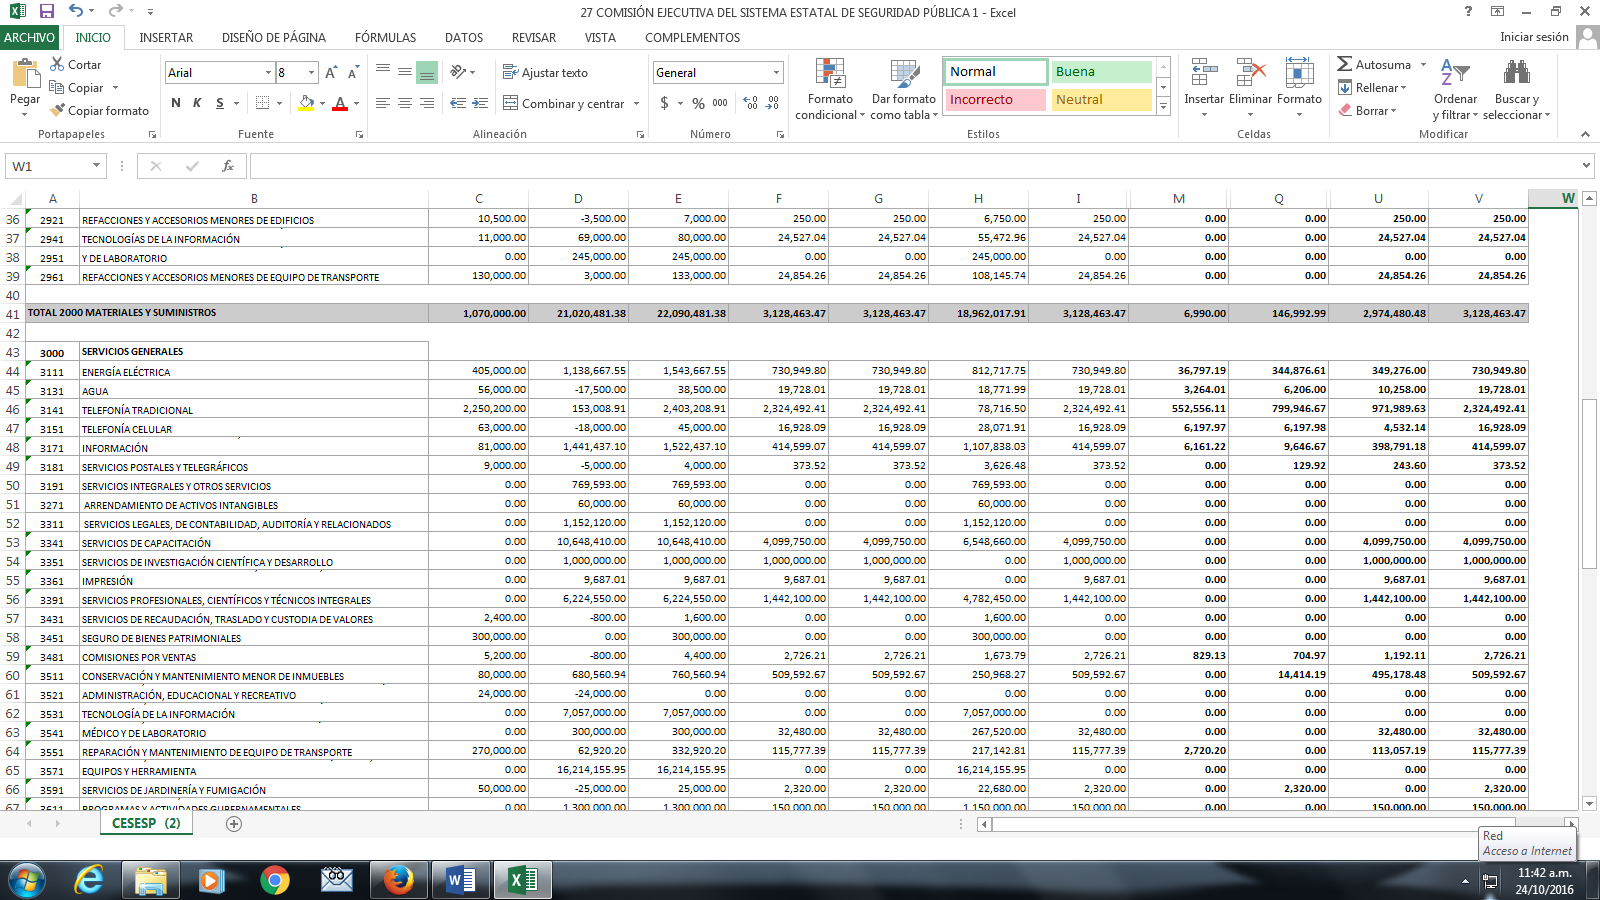 27 COMISIÓN EJECUTIVA DEL SISTEMA ESTATAL DE SEGURIDAD PÚBLICA 1 - Excel
ARCHIVO INICIO INSERTAR DISEÑO DE PÁGINA FÓRMULAS DATOS REVISAR VISTA COMPLEMENTOS Iniciar sesión
Pegar Cortar Copiar Copiar formato
Portapapeles
Arial 8
N K S
Fuente
Ajustar texto
Combinar y centrar
Alineación
General
$ % 000
Número
Formato condicional
Dar formato como tabla
Normal Buena
Incorrecto Neutral
Estilos
Insertar Eliminar Formato
Celdas
Autosuma
Rellenar
Borrar
Ordenar y filtrar
Buscar y seleccionar
Modificar
W1 fx
A B C D E F G H I M Q U V W
36 2921 REFACCIONES Y ACCESORIOS MENORES DE EDIFICIOS 10,500.00 -3,500.00 7,000.00 250.00 250.00 6,750.00 250.00 0.00 0.00 250.00 250.00
37 2941 TECNOLOGÍAS DE LA INFORMACIÓN 11,000.00 69,000.00 80,000.00 24,527.04 24,527.04 55,472.96 24,527.04 0.00 0.00 24,527.04 24,527.04
38 2951 Y DE LABORATORIO 0.00 245,000.00 245,000.00 0.00 0.00 245,000.00 0.00 0.00 0.00 0.00 0.00
39 2961 REFACCIONES Y ACCESORIOS MENORES DE EQUIPO DE TRANSPORTE 130,000.00 3,000.00 133,000.00 24,854.26 24,854.26 108,145.74 24,854.26 0.00 0.00 24,854.26 24,854.26
40
41 TOTAL 2000 MATERIALES Y SUMINISTROS 1,070,000.00 21,020,481.38 22,090,481.38 3,128,463.47 3,128,463.47 18,962,017.91 3,128,463.47 6,990.00 146,992.99 2,974,480.48 3,128,463.47
42
43 3000 SERVICIOS GENERALES
44 3111 ENERGÍA ELÉCTRICA 405,000.00 1,138,667.55 1,543,667.55 730,949.80 730,949.80 812,717.75 730,949.80 36,797.19 344,876.61 349,276.00 730,949.80
45 3131 AGUA 56,000.00 -17,500.00 38,500.00 19,728.01 19,728.01 18,771.99 19,728.01 3,264.01 6,206.00 10,258.00 19,728.01
46 3141 TELEFONÍA TRADICIONAL 2,250,200.00 153,008.91 2,403,208.91 2,324,492.41 2,324,492.41 78,716.50 2,324,492.41 552,556.11 799,946.67 971,989.63 2,324,492.41
47 3151 TELEFONÍA CELULAR 63,000.00 -18,000.00 45,000.00 16,928.09 16,928.09 28,071.91 16,928.09 6,197.97 6,197.98 4,532.14 16,928.09
48 3171 INFORMACIÓN 81,000.00 1,441,437.10 1,522,437.10 414,599.07 414,599.07 1,107,838.03 414,599.07 6,161.22 9,646.67 398,791.18 414,599.07
49 3181 SERVICIOS POSTALES Y TELEGRÁFICOS 9,000.00 -5,000.00 4,000.00 373.52 373.52 3,626.48 373.52 0.00 129.92 243.60 373.52
50 3191 SERVICIOS INTEGRALES Y OTROS SERVICIOS 0.00 769,593.00 769,593.00 0.00 0.00 769,593.00 0.00 0.00 0.00 0.00 0.00
51 3271 ARRENDAMIENTO DE ACTIVOS INTANGIBLES 0.00 60,000.00 60,000.00 0.00 0.00 60,000.00 0.00 0.00 0.00 0.00 0.00
52 3311 SERVICIOS LEGALES, DE CONTABILIDAD, AUDITORÍA Y RELACIONADOS 0.00 1,152,120.00 1,152,120.00 0.00 0.00 1,152,120.00 0.00 0.00 0.00 0.00 0.00
53 3341 SERVICIOS DE CAPACITACIÓN 0.00 10,648,410.00 10,648,410.00 4,099,750.00 4,099,750.00 6,548,660.00 4,099,750.00 0.00 0.00 4,099,750.00 4,099,750.00
54 3351 SERVICIOS DE INVESTIGACIÓN CIENTÍFICA Y DESARROLLO 0.00 1,000,000.00 1,000,000.00 1,000,000.00 1,000,000.00 0.00 1,000,000.00 0.00 0.00 1,000,000.00 1,000,000.00
55 3361 IMPRESIÓN 0.00 9,687.01 9,687.01 9,687.01 9,687.01 0.00 9,687.01 0.00 0.00 9,687.01 9,687.01
56 3391 SERVICIOS PROFESIONALES, CIENTÍFICOS Y TÉCNICOS INTEGRALES 0.00 6,224,550.00 6,224,550.00 1,442,100.00 1,442,100.00 4,782,450.00 1,442,100.00 0.00 0.00 1,442,100.00 1,442,100.00
57 3431 SERVICIOS DE RECAUDACIÓN, TRASLADO Y CUSTODIA DE VALORES 2,400.00 -800.00 1,600.00 0.00 0.00 1,600.00 0.00 0.00 0.00 0.00 0.00
58 3451 SEGURO DE BIENES PATRIMONIALES 300,000.00 0.00 300,000.00 0.00 0.00 300,000.00 0.00 0.00 0.00 0.00 0.00
59 3481 COMISIONES POR VENTAS 5,200.00 -800.00 4,400.00 2,726.21 2,726.21 1,673.79 2,726.21 829.13 704.97 1,192.11 2,726.21
60 3511 CONSERVACIÓN Y MANTENIMIENTO MENOR DE INMUEBLES 80,000.00 680,560.94 760,560.94 509,592.67 509,592.67 250,968.27 509,592.67 0.00 14,414.19 495,178.48 509,592.67
61 3521 ADMINISTRACIÓN, EDUCACIONAL Y RECREATIVO 24,000.00 -24,000.00 0.00 0.00 0.00 0.00 0.00 0.00 0.00 0.00 0.00
62 3531 TECNOLOGÍA DE LA INFORMACIÓN 0.00 7,057,000.00 7,057,000.00 0.00 0.00 7,057,000.00 0.00 0.00 0.00 0.00 0.00
63 3541 MÉDICO Y DE LABORATORIO 0.00 300,000.00 300,000.00 32,480.00 32,480.00 267,520.00 32,480.00 0.00 0.00 32,480.00 32,480.00
64 3551 REPARACIÓN Y MANTENIMIENTO DE EQUIPO DE TRANSPORTE 270,000.00 62,920.20 332,920.20 115,777.39 115,777.39 217,142.81 115,777.39 2,720.20 0.00 113,057.19 115,777.39
65 3571 EQUIPOS Y HERRAMIENTA 0.00 16,214,155.95 16,214,155.95 0.00 0.00 16,214,155.95 0.00 0.00 0.00 0.00 0.00
66 3591 SERVICIOS DE JARDINERÍA Y FUMIGACIÓN 50,000.00 -25,000.00 25,000.00 2,320.00 2,320.00 22,680.00 2,320.00 0.00 2,320.00 0.00 2,320.00
67 3611 PROGRAMAS Y ACTIVIDADES GUBERNAMENTALES 0.00 1,300,000.00 1,300,000.00 150,000.00 150,000.00 1,150,000.00 150,000.00 0.00 0.00 150,000.00 150,000.00
CESESP (2)
Red
Acceso a Internet
11:42 a.m.
24/10/2016